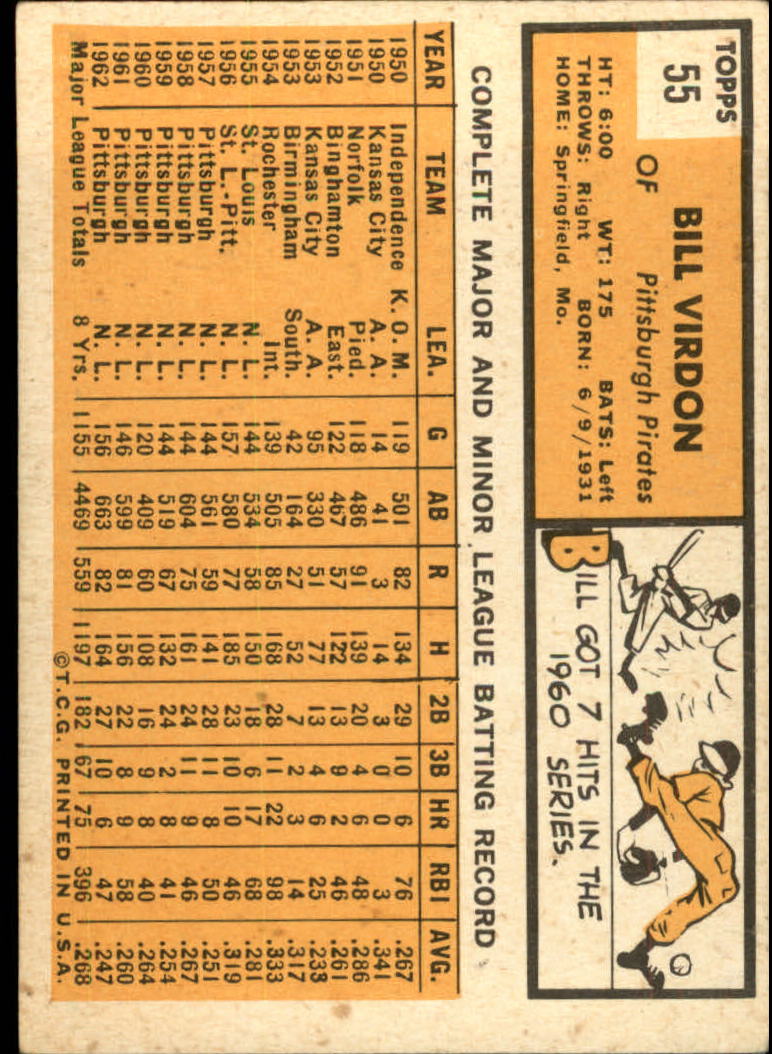 TOPPS
55
BILL VIRDON
OF Pittsburgh Pirates
HT: 6:00 WT: 175 BATS: Left
THROWS: Right BORN: 6/9/1931
HOME: Springfield, Mo.
BILL GOT 7 HITS IN THE
1960 SERIES.
COMPLETE MAJOR AND MINOR LEAGUE BATTING RECORD
YEAR TEAM LEA. G AB R H 2B 3B HR RBI AVG.
1950 Independence K. O. M. 119 501 82 134 29 10 6 76 .267
1950 Kansas City A. A. 14 41 3 14 3 0 0 3 .341
1951 Norfolk Pied. 118 486 91 139 20 4 6 48 .286
1952 Binghamton East. 122 467 57 122 13 9 2 46 .261
1953 Kansas City A. A. 95 330 51 77 13 4 6 25 .233
1953 Birmingham South. 42 164 27 52 7 2 3 14 .317
1954 Rochester Int. 139 505 85 168 28 11 22 98 .333
1955 St. Louis N. L. 144 534 58 150 18 6 17 68 .281
1956 St. L.-Pitt. N. L. 157 580 77 185 23 10 10 46 .319
1957 Pittsburgh N. L. 144 561 59 141 28 11 8 50 .251
1958 Pittsburgh N. L. 144 604 75 161 24 11 9 46 .267
1959 Pittsburgh N. L. 144 519 67 132 24 2 8 41 .254
1960 Pittsburgh N. L. 120 409 60 108 16 9 8 40 .264
1961 Pittsburgh N. L. 146 599 81 156 22 8 9 58 .260
1962 Pittsburgh N. L. 156 663 82 164 27 10 6 47 .247
Major League Totals 8 Yrs. 1155 4469 559 1197 182 67 75 396 .268
©T.C.G. PRINTED IN U.S.A.